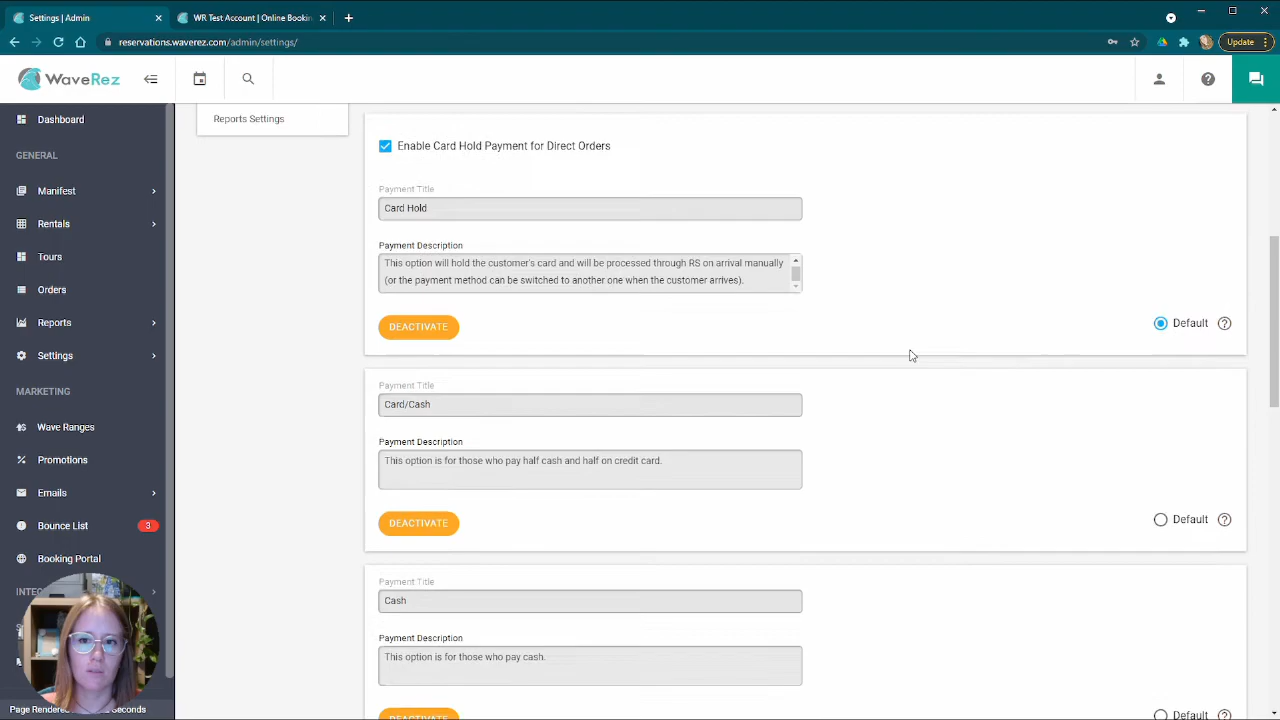 Settings | Admin
WR Test Account | Online Bookin
reservations.waverez.com/admin/settings/
Update
WaveRez
Dashboard
GENERAL
Manifest
Rentals
Tours
Orders
Reports
Settings
MARKETING
Wave Ranges
Promotions
Emails
Bounce List
3
Booking Portal
Page Rendered
Seconds
Reports Settings
Enable Card Hold Payment for Direct Orders
Payment Title
Card Hold
Payment Description
This option will hold the customer's card and will be processed through RS on arrival manually
(or the payment method can be switched to another one when the customer arrives).
DEACTIVATE
Default
Payment Title
Card/Cash
Payment Description
This option is for those who pay half cash and half on credit card.
DEACTIVATE
Default
Payment Title
Cash
Payment Description
This option is for those who pay cash.
DEACTIVATE
Default